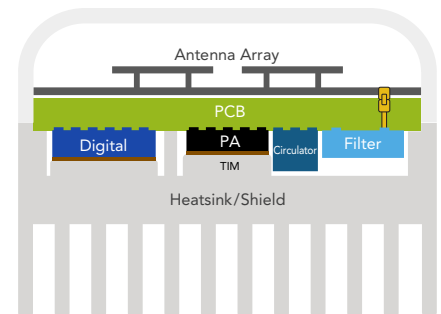 Antenna Array
PCB
Digital
PA
Circulator
Filter
TIM
Heatsink/Shield